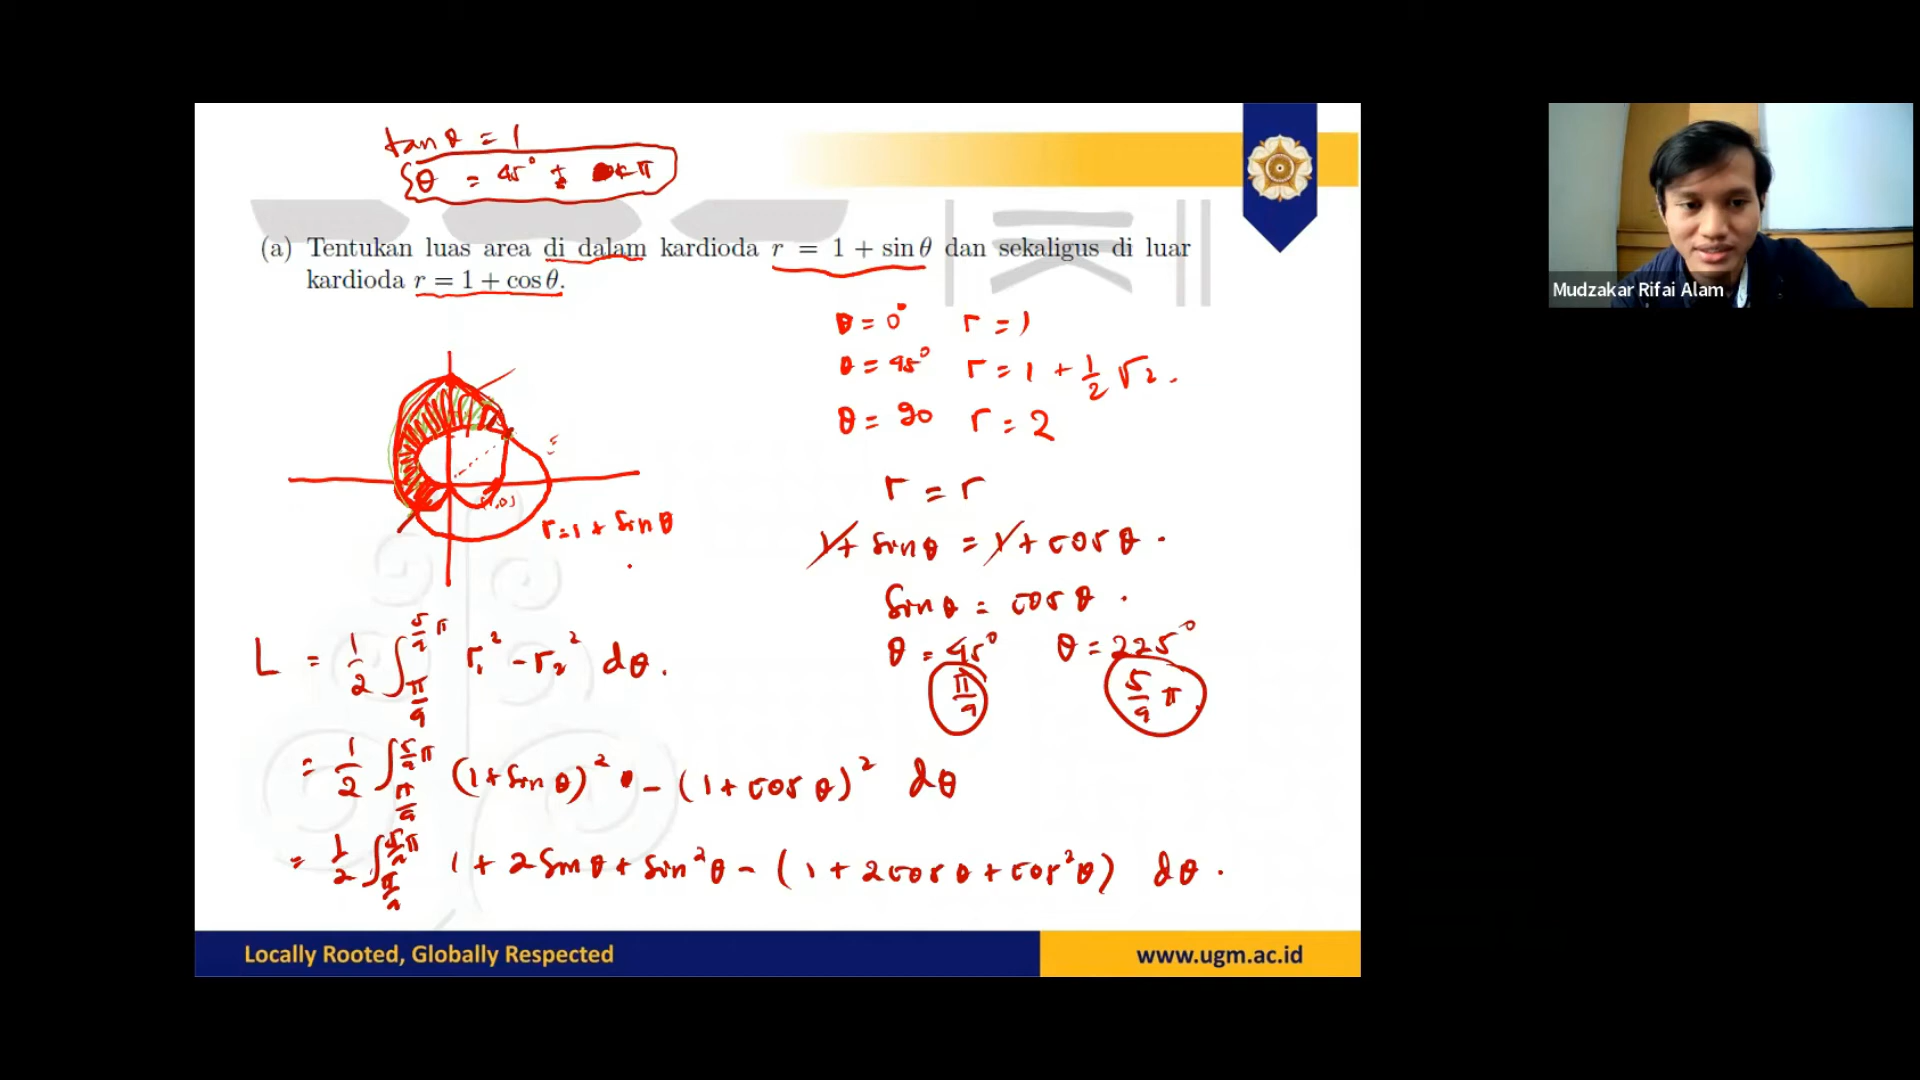 tan θ = 1
θ = 45° ± k π
(a) Tentukan luas area di dalam kardioda r = 1 + sin θ dan sekaligus di luar
kardioda r = 1 + cos θ.
θ = 0° r = 1
θ = 45° r = 1 + 1/2 √2.
θ = 90 r = 2
r = r
1 + sin θ = 1 + cos θ.
sin θ = cos θ.
θ = 45° θ = 225°
π/4 5/4 π
(1,0)
r = 1 + sin θ
L = 1/2 ∫_{π/4}^{5/4 π} r₁² - r₂² dθ.
= 1/2 ∫_{π/4}^{5/4 π} (1 + sin θ)² - (1 + cos θ)² dθ
= 1/2 ∫_{π/4}^{5/4 π} 1 + 2 sin θ + sin² θ - (1 + 2 cos θ + cos² θ) dθ.
Locally Rooted, Globally Respected
www.ugm.ac.id
Mudzakar Rifai Alam